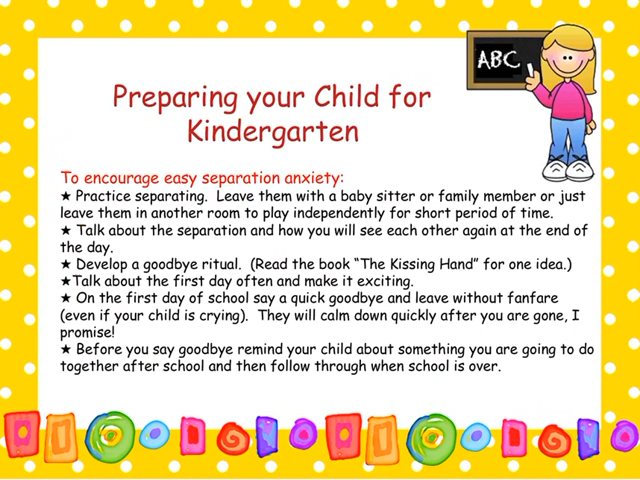 ABC
Preparing your Child for
Kindergarten
To encourage easy separation anxiety:
★ Practice separating.  Leave them with a baby sitter or family member or just
leave them in another room to play independently for short period of time.
★ Talk about the separation and how you will see each other again at the end of
the day.
★ Develop a goodbye ritual.  (Read the book “The Kissing Hand” for one idea.)
★Talk about the first day often and make it exciting.
★ On the first day of school say a quick goodbye and leave without fanfare
(even if your child is crying).  They will calm down quickly after you are gone, I
promise!
★ Before you say goodbye remind your child about something you are going to do
together after school and then follow through when school is over.